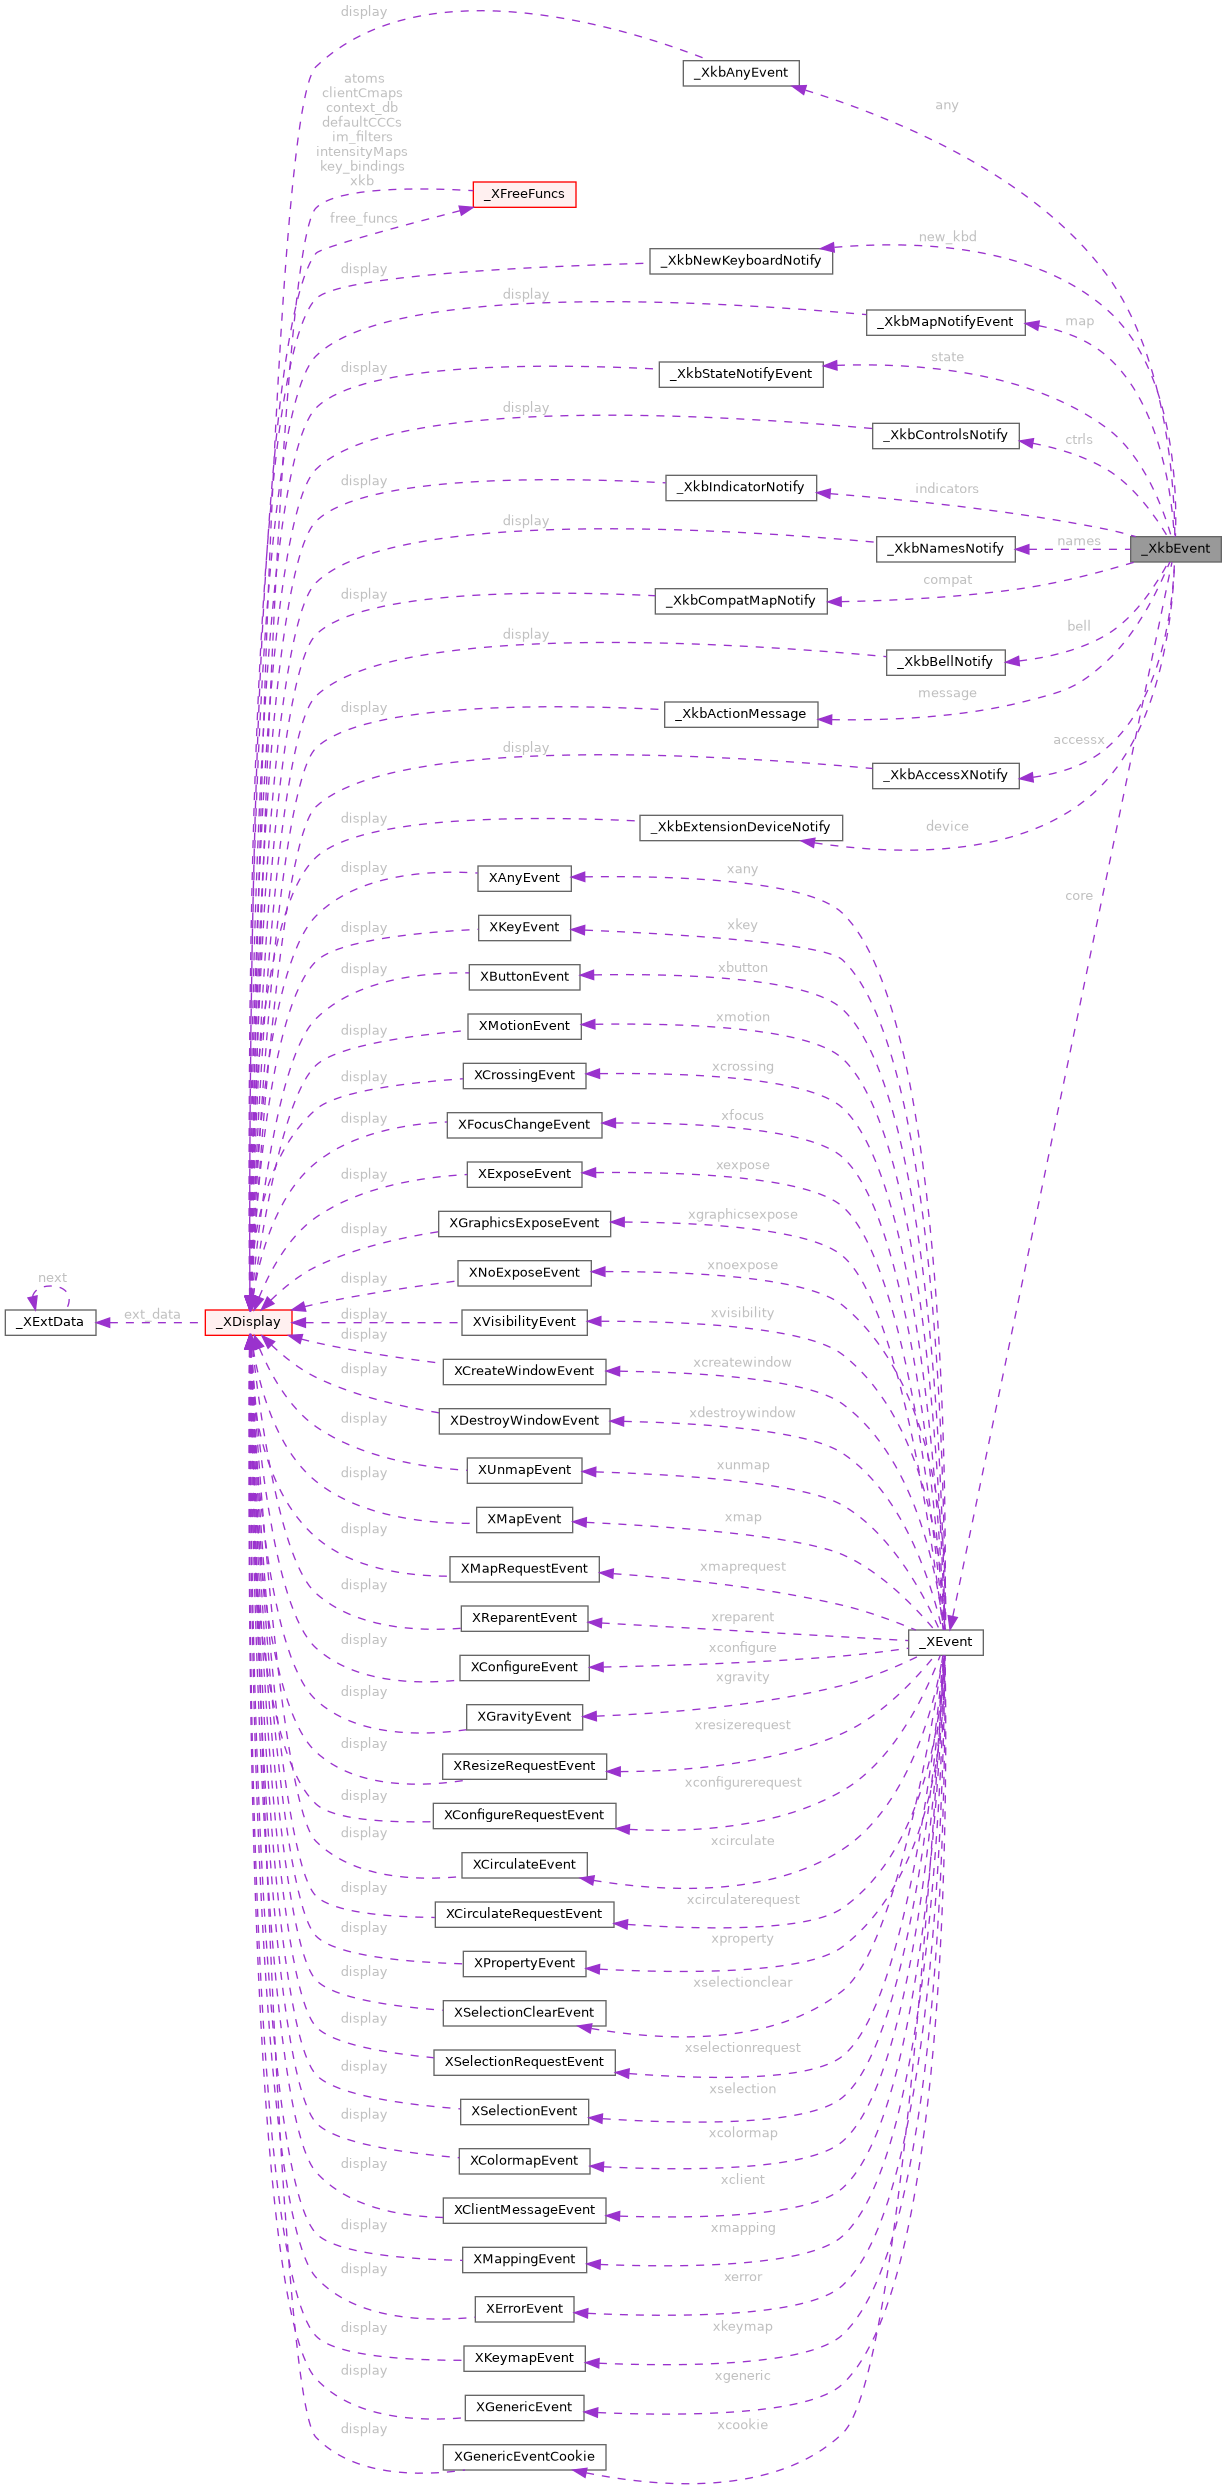 display
_XkbAnyEvent
any
atoms
clientCmaps
context_db
defaultCCCs
im_filters
intensityMaps
key_bindings
xkb
_XFreeFuncs
free_funcs
new_kbd
_XkbNewKeyboardNotify
display
display
_XkbMapNotifyEvent
map
state
display
_XkbStateNotifyEvent
display
_XkbControlsNotify
ctrls
display
_XkbIndicatorNotify
indicators
display
_XkbNamesNotify
names
_XkbEvent
compat
display
_XkbCompatMapNotify
bell
display
_XkbBellNotify
message
display
_XkbActionMessage
accessx
display
_XkbAccessXNotify
display
_XkbExtensionDeviceNotify
device
display
XAnyEvent
xany
core
display
XKeyEvent
xkey
display
XButtonEvent
xbutton
display
XMotionEvent
xmotion
display
XCrossingEvent
xcrossing
display
XFocusChangeEvent
xfocus
display
XExposeEvent
xexpose
display
XGraphicsExposeEvent
xgraphicsexpose
display
XNoExposeEvent
xnoexpose
next
_XExtData
ext_data
_XDisplay
display
XVisibilityEvent
xvisibility
display
XCreateWindowEvent
xcreatewindow
display
XDestroyWindowEvent
xdestroywindow
display
XUnmapEvent
xunmap
display
XMapEvent
xmap
display
XMapRequestEvent
xmaprequest
display
XReparentEvent
xreparent
_XEvent
display
XConfigureEvent
xconfigure
display
XGravityEvent
xgravity
display
XResizeRequestEvent
xresizerequest
display
XConfigureRequestEvent
xconfigurerequest
display
XCirculateEvent
xcirculate
display
XCirculateRequestEvent
xcirculaterequest
display
XPropertyEvent
xproperty
display
XSelectionClearEvent
xselectionclear
display
XSelectionRequestEvent
xselectionrequest
display
XSelectionEvent
xselection
display
XColormapEvent
xcolormap
display
XClientMessageEvent
xclient
display
XMappingEvent
xmapping
display
XErrorEvent
xerror
display
XKeymapEvent
xkeymap
display
XGenericEvent
xgeneric
display
XGenericEventCookie
xcookie